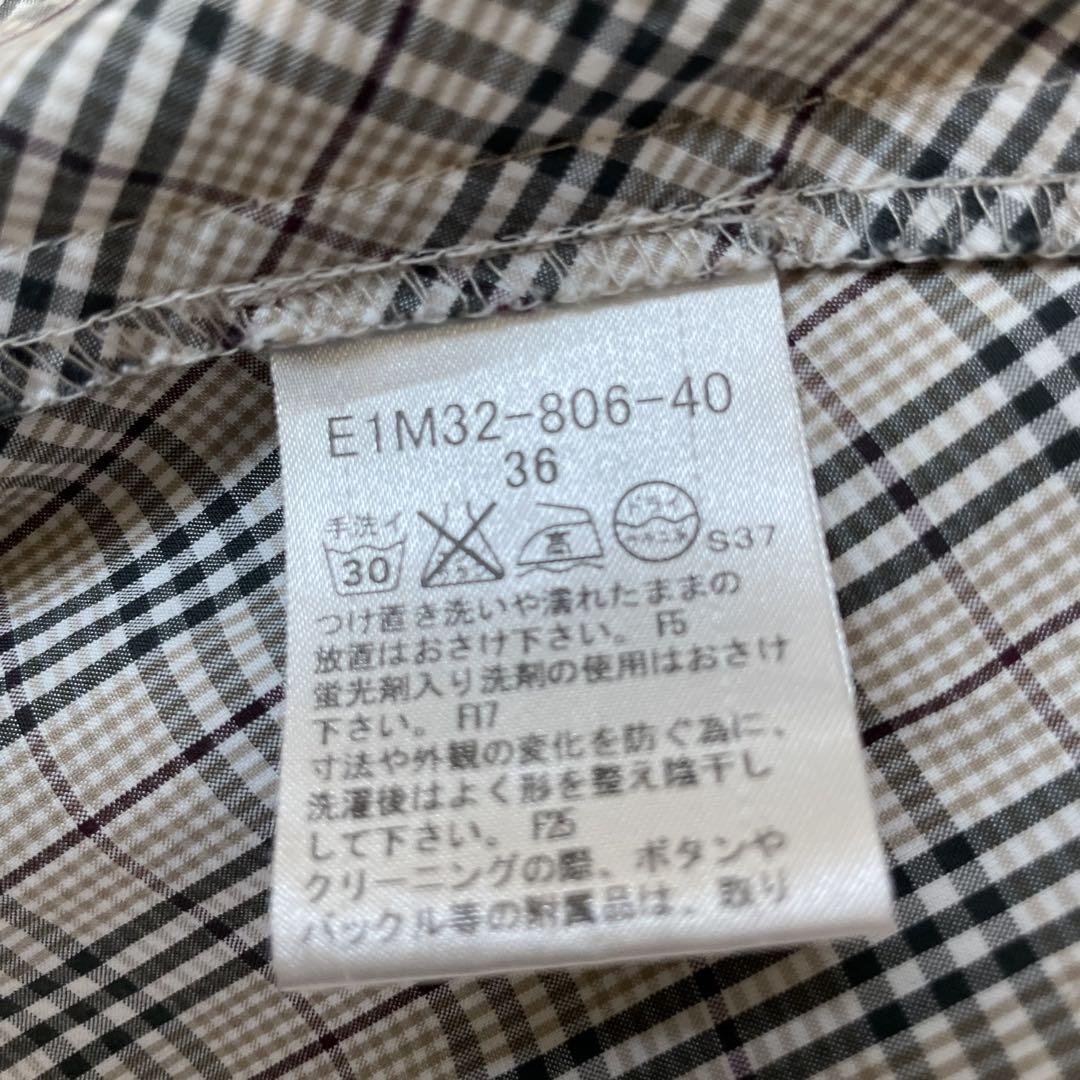 E1M32-806-40
36
手洗イ
30
高
ドライ
S37
つけ置き洗いや濡れたままの
放置はおさけ下さい。 F5
蛍光剤入り洗剤の使用はおさけ
下さい。 F17
寸法や外観の変化を防ぐ為に、
洗濯後はよく形を整え陰干し
して下さい。 F25
クリーニングの際、ボタンや
バックル等の附属品は、取り